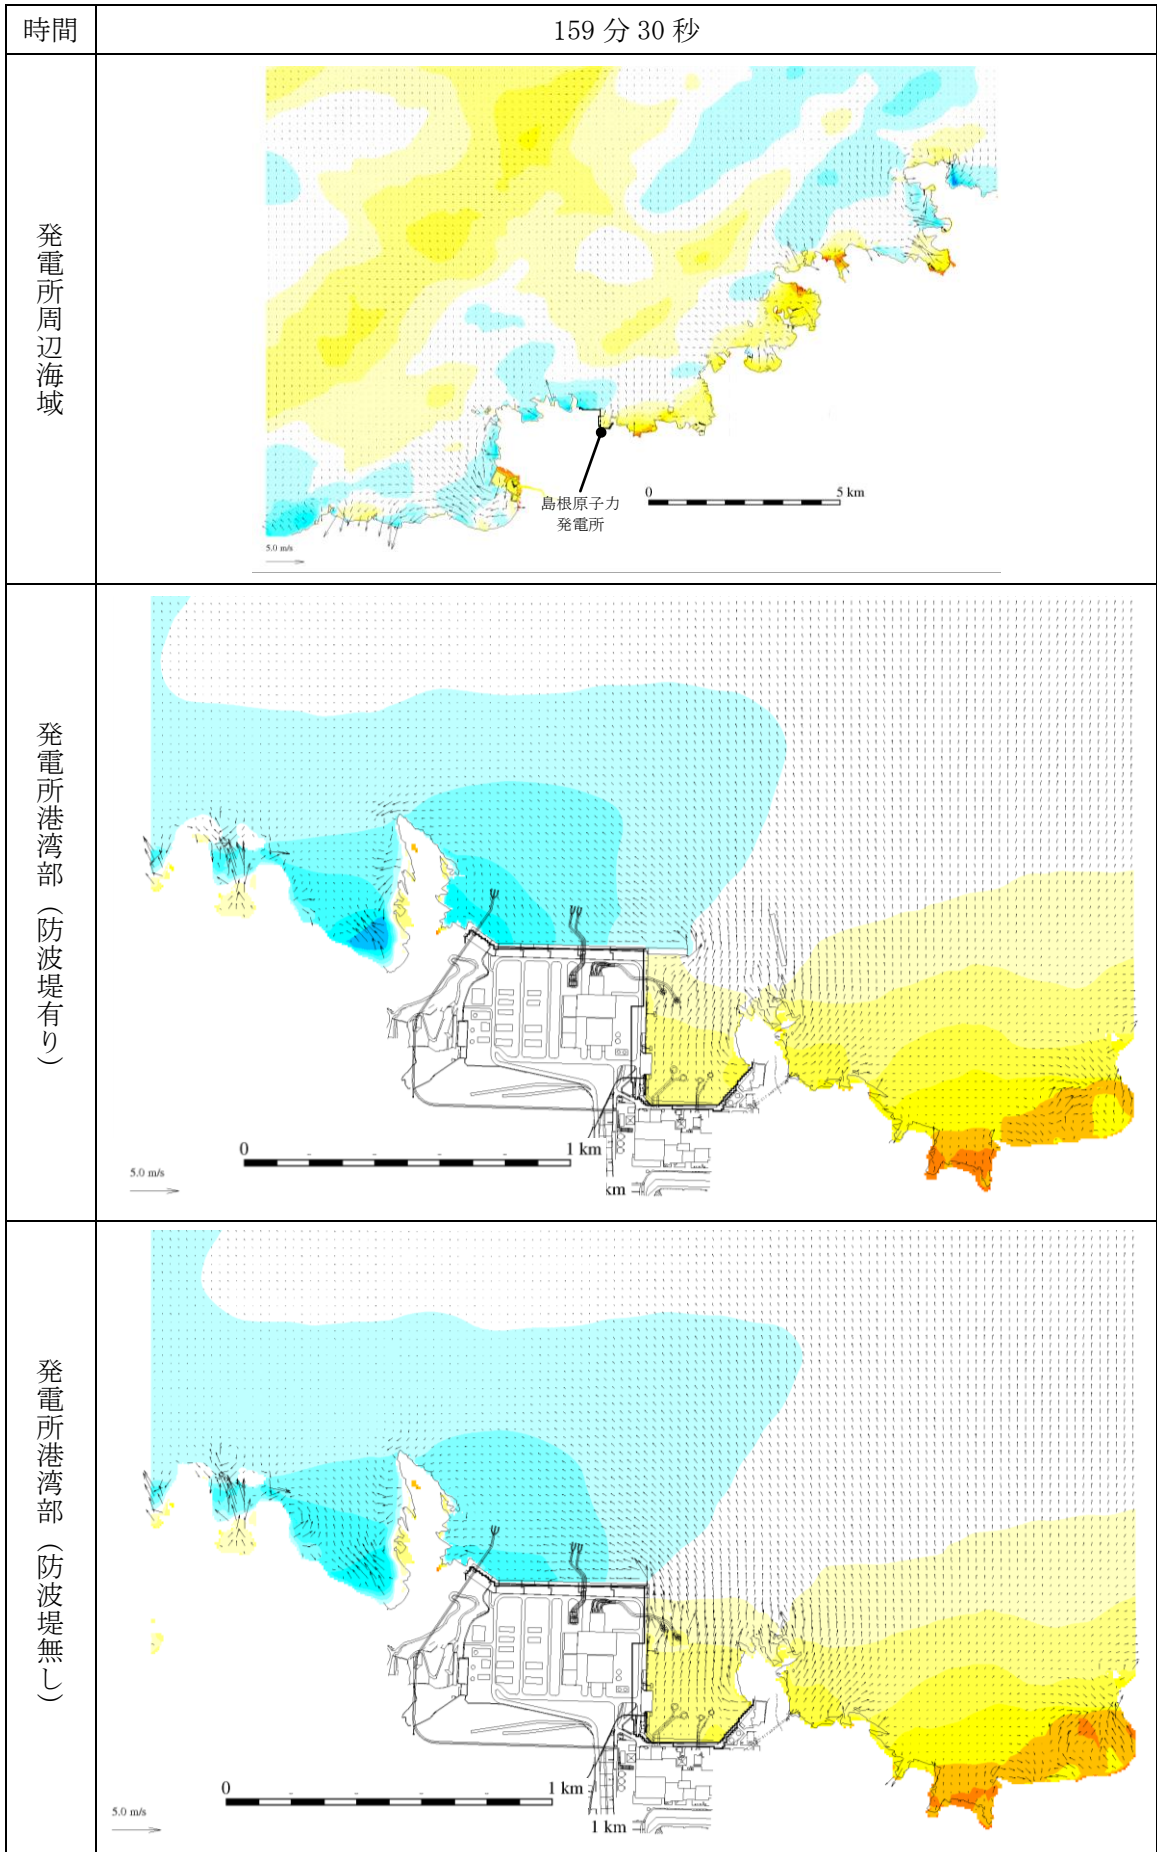 時間
159 分 30 秒
発電所周辺海域
島根原子力
発電所
0
5 km
5.0 m/s
発電所港湾部（防波堤有り）
0
1 km
5.0 m/s
km
発電所港湾部（防波堤無し）
0
1 km
5.0 m/s
1 km